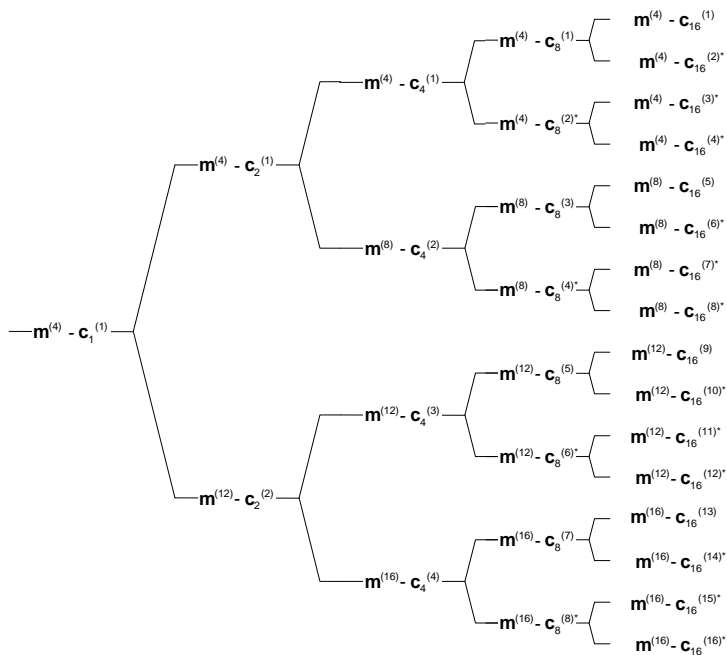 m(4) - c16(1)
m(4) - c8(1)
m(4) - c16(2)*
m(4) - c4(1)
m(4) - c16(3)*
m(4) - c8(2)*
m(4) - c16(4)*
m(4) - c2(1)
m(8) - c16(5)
m(8) - c8(3)
m(8) - c16(6)*
m(8) - c4(2)
m(8) - c16(7)*
m(8) - c8(4)*
m(8) - c16(8)*
m(4) - c1(1)
m(12) - c16(9)
m(12) - c8(5)
m(12) - c16(10)*
m(12) - c4(3)
m(12) - c16(11)*
m(12) - c8(6)*
m(12) - c16(12)*
m(12) - c2(2)
m(16) - c16(13)
m(16) - c8(7)
m(16) - c16(14)*
m(16) - c4(4)
m(16) - c16(15)*
m(16) - c8(8)*
m(16) - c16(16)*